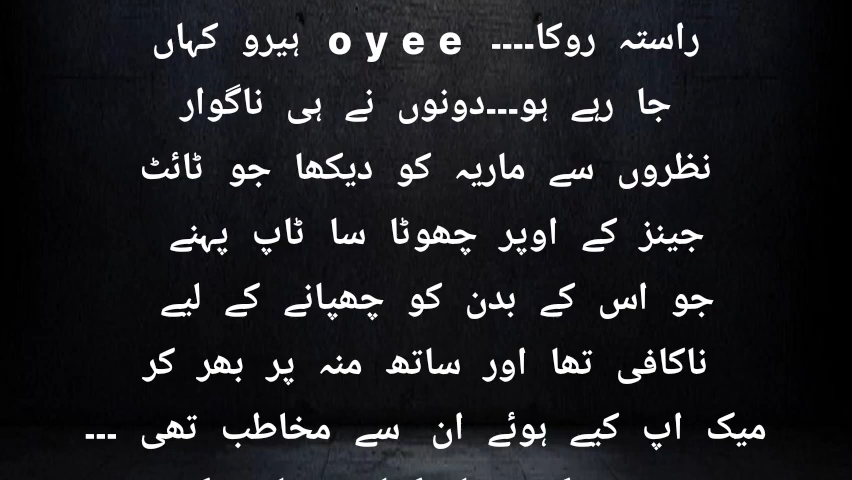 راستہ روکا---- oyee ہیرو کہاں
جا رہے ہو---دونوں نے ہی ناگوار
نظروں سے ماریہ کو دیکھا جو ٹائٹ
جینز کے اوپر چھوٹا سا ٹاپ پہنے
جو اس کے بدن کو چھپانے کے لیے
ناکافی تھا اور ساتھ منہ پر بھر کر
میک اپ کیے ہوئے ان سے مخاطب تھی ---